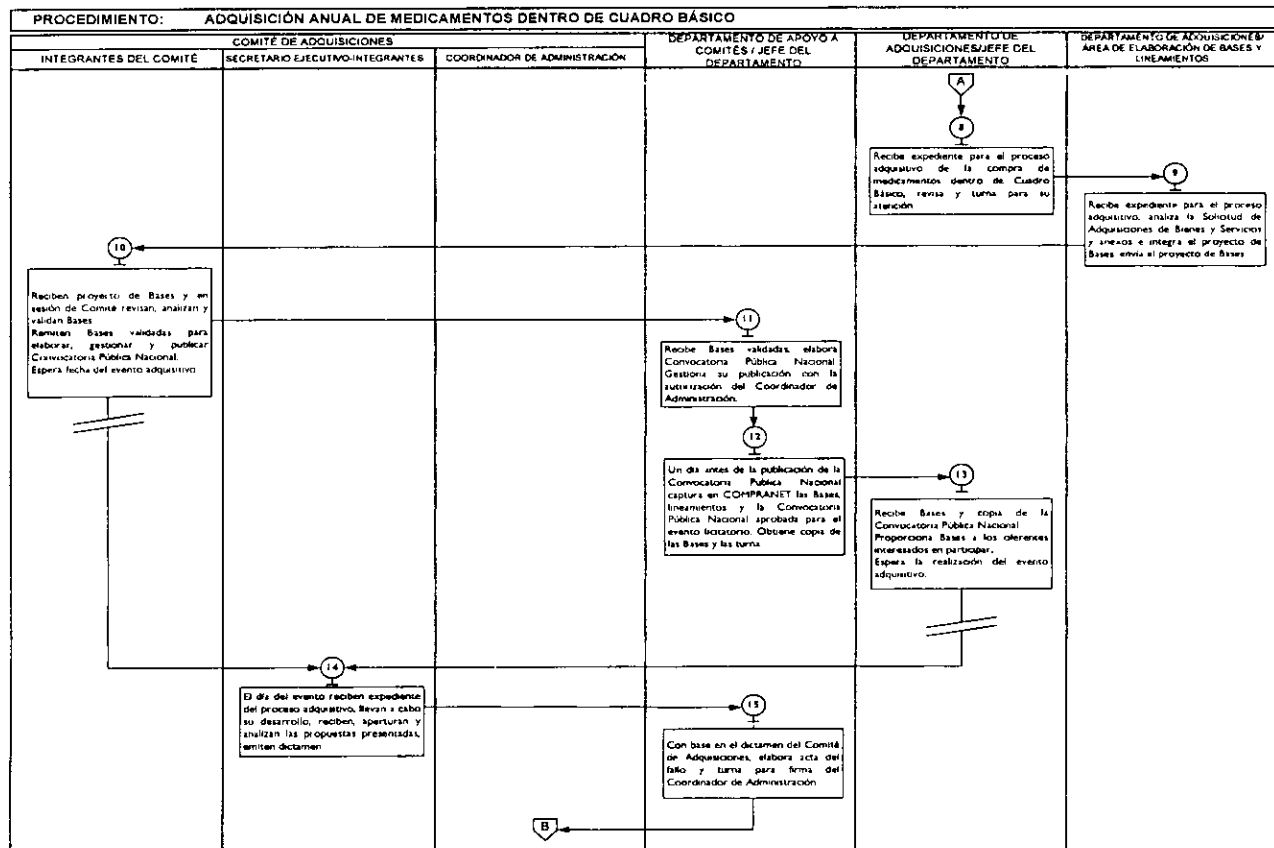 PROCEDIMIENTO: ADQUISICIÓN ANUAL DE MEDICAMENTOS DENTRO DE CUADRO BÁSICO
COMITÉ DE ADQUISICIONES
INTEGRANTES DEL COMITÉ
SECRETARIO EJECUTIVO-INTEGRANTES
COORDINADOR DE ADMINISTRACIÓN
DEPARTAMENTO DE APOYO A
COMITÉS / JEFE DEL
DEPARTAMENTO
DEPARTAMENTO DE
ADQUISICIONES/JEFE DEL
DEPARTAMENTO
DEPARTAMENTO DE ADQUISICIONES/
ÁREA DE ELABORACIÓN DE BASES Y
LINEAMIENTOS
A
8
Recibe expediente para el proceso
adquisitivo de la compra de
medicamentos dentro de Cuadro
Básico, revisa y turna para su
atención
9
Recibe expediente para el proceso
adquisitivo, analiza la Solicitud de
Adquisiciones de Bienes y Servicios
y anexos e integra el proyecto de
Bases, envía el proyecto de Bases
10
Reciben proyecto de Bases y en
sesión de Comité revisan, analizan y
validan Bases
Remiten Bases validadas para
elaborar, gestionar y publicar
Convocatoria Pública Nacional.
Espera fecha del evento adquisitivo
11
Recibe Bases validadas, elabora
Convocatoria Pública Nacional.
Gestiona su publicación con la
autorización del Coordinador de
Administración.
12
Un día antes de la publicación de la
Convocatoria Pública Nacional
captura en COMPRANET las Bases,
lineamientos y la Convocatoria
Pública Nacional aprobada para el
evento licitatorio. Obtiene copia de
las Bases y las turna
13
Recibe Bases y copia de la
Convocatoria Pública Nacional
Proporciona Bases a los oferentes
interesados en participar.
Espera la realización del evento
adquisitivo.
14
El día del evento reciben expediente
del proceso adquisitivo, llevan a cabo
su desarrollo, reciben, aperturan y
analizan las propuestas presentadas,
emiten dictamen
15
Con base en el dictamen del Comité
de Adquisiciones, elabora acta del
fallo y turna para firma del
Coordinador de Administración
B